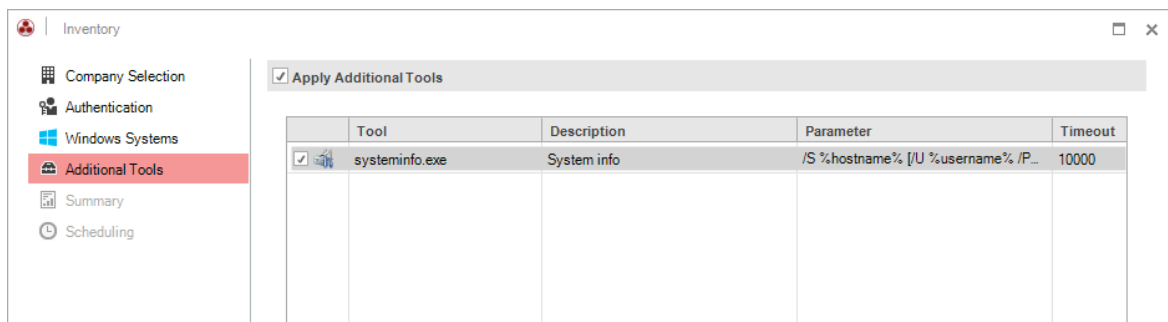 Inventory
Company Selection
Authentication
Windows Systems
Additional Tools
Summary
Scheduling
Apply Additional Tools
Tool Description Parameter Timeout
systeminfo.exe System info /S %hostname% [/U %username% /P... 10000